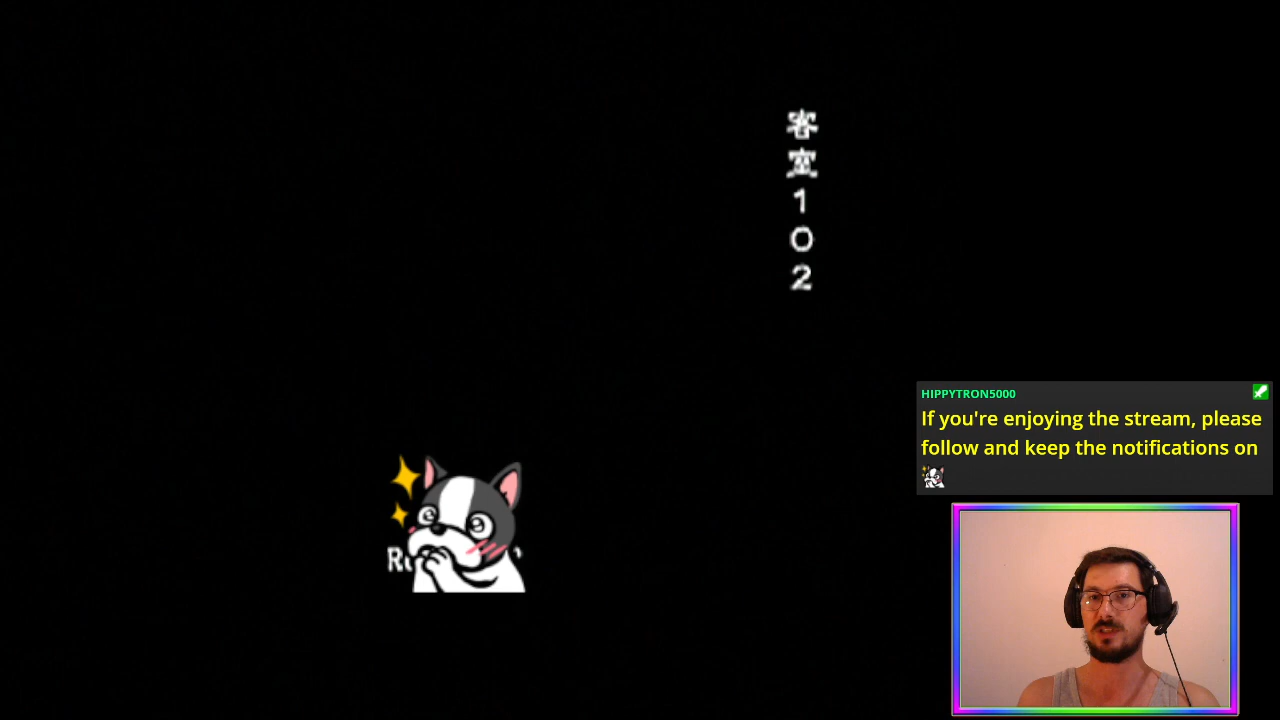 客室102
HIPPYTRON5000
If you're enjoying the stream, please
follow and keep the notifications on